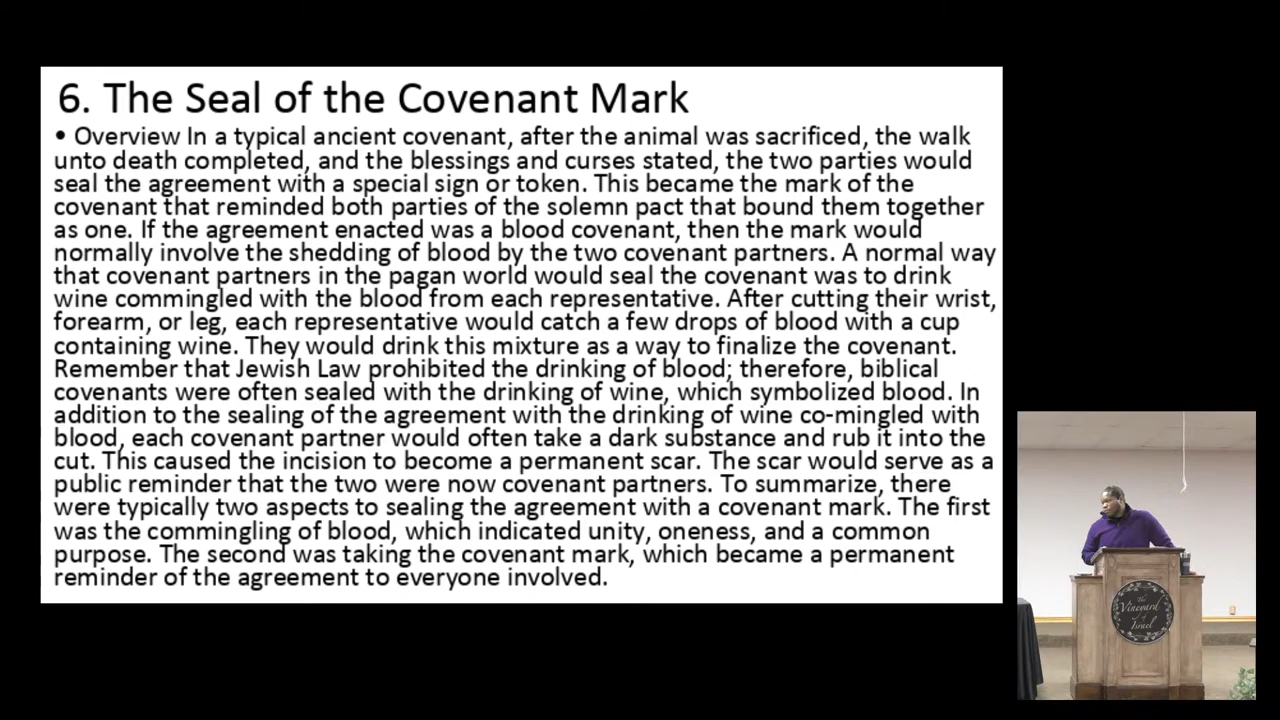 6. The Seal of the Covenant Mark
• Overview In a typical ancient covenant, after the animal was sacrificed, the walk
unto death completed, and the blessings and curses stated, the two parties would
seal the agreement with a special sign or token. This became the mark of the
covenant that reminded both parties of the solemn pact that bound them together
as one. If the agreement enacted was a blood covenant, then the mark would
normally involve the shedding of blood by the two covenant partners. A normal way
that covenant partners in the pagan world would seal the covenant was to drink
wine commingled with the blood from each representative. After cutting their wrist,
forearm, or leg, each representative would catch a few drops of blood with a cup
containing wine. They would drink this mixture as a way to finalize the covenant.
Remember that Jewish Law prohibited the drinking of blood; therefore, biblical
covenants were often sealed with the drinking of wine, which symbolized blood. In
addition to the sealing of the agreement with the drinking of wine co-mingled with
blood, each covenant partner would often take a dark substance and rub it into the
cut. This caused the incision to become a permanent scar. The scar would serve as a
public reminder that the two were now covenant partners. To summarize, there
were typically two aspects to sealing the agreement with a covenant mark. The first
was the commingling of blood, which indicated unity, oneness, and a common
purpose. The second was taking the covenant mark, which became a permanent
reminder of the agreement to everyone involved.
The
Vineyard
of
Israel